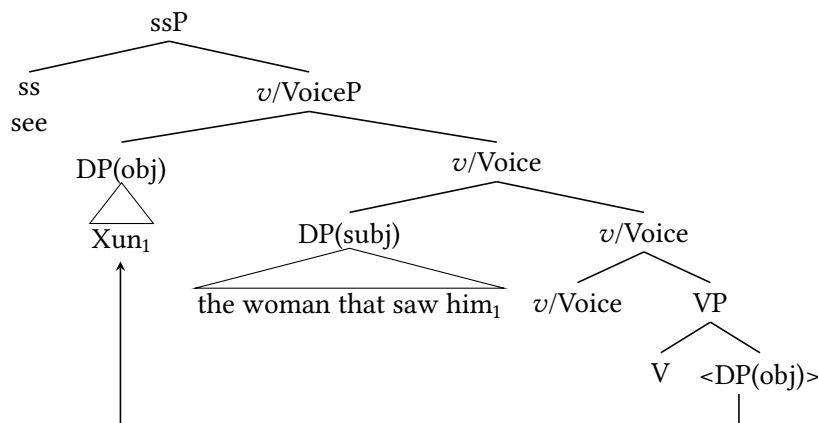 ssP
ss
v/VoiceP
see
DP(obj)
v/Voice
Xun₁
DP(subj)
v/Voice
the woman that saw him₁
v/Voice
VP
V
<DP(obj)>